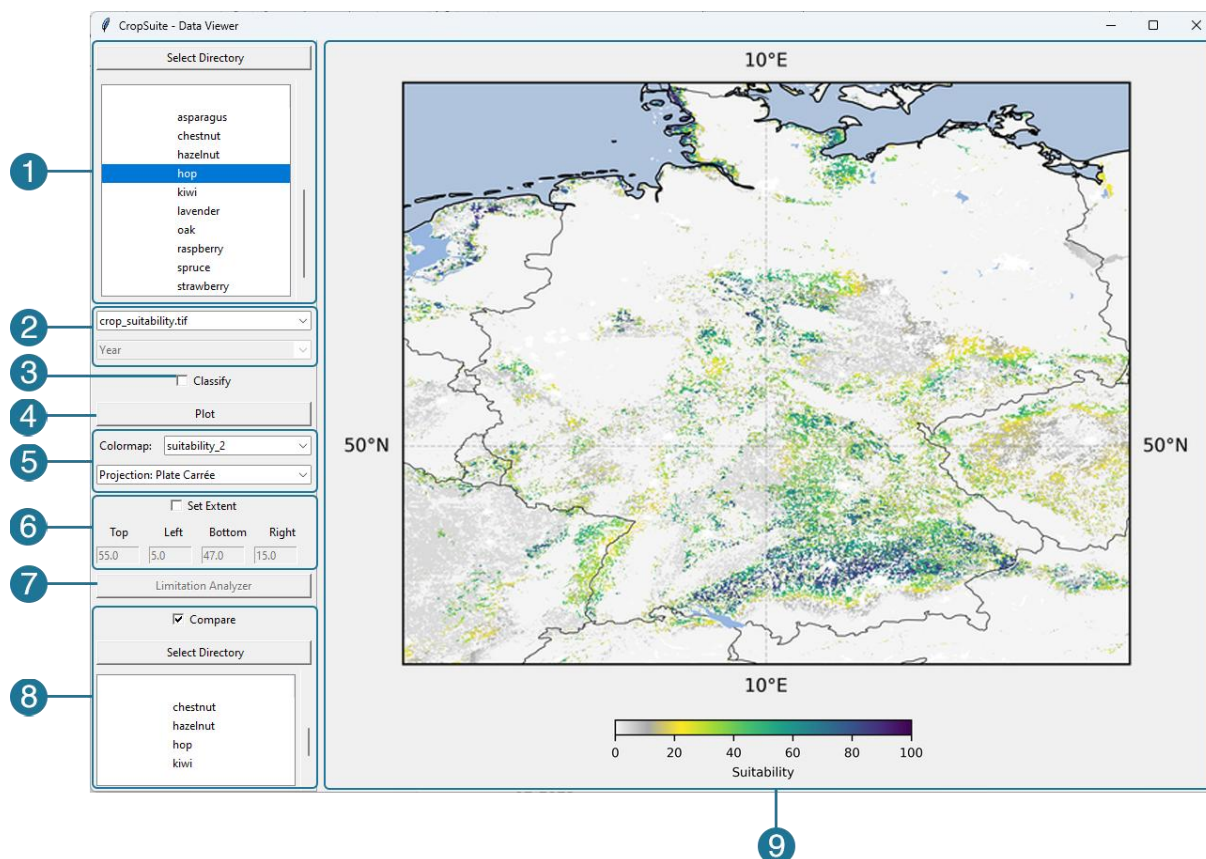 CropSuite - Data Viewer
Select Directory
asparagus
chestnut
hazelnut
hop
kiwi
lavender
oak
raspberry
spruce
strawberry
crop_suitability.tif
Year
Classify
Plot
Colormap: suitability_2
Projection: Plate Carrée
Set Extent
Top Left Bottom Right
55.0 5.0 47.0 15.0
Limitation Analyzer
Compare
Select Directory
chestnut
hazelnut
hop
kiwi
1
2
3
4
5
6
7
8
10°E
50°N 50°N
10°E
0 20 40 60 80 100
Suitability
9